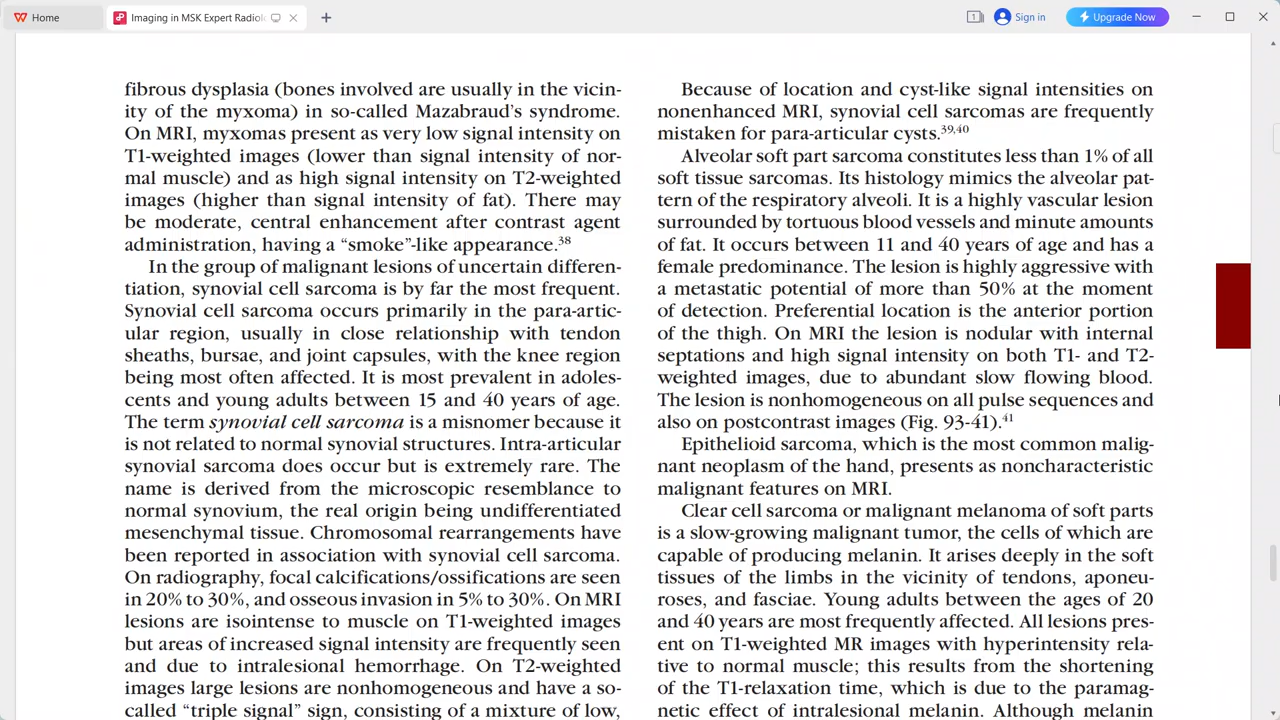 Home
Imaging in MSK Expert Radiol
1
Sign in
Upgrade Now
fibrous dysplasia (bones involved are usually in the vicin-
ity of the myxoma) in so-called Mazabraud's syndrome.
On MRI, myxomas present as very low signal intensity on
T1-weighted images (lower than signal intensity of nor-
mal muscle) and as high signal intensity on T2-weighted
images (higher than signal intensity of fat). There may
be moderate, central enhancement after contrast agent
administration, having a “smoke”-like appearance.38
In the group of malignant lesions of uncertain differen-
tiation, synovial cell sarcoma is by far the most frequent.
Synovial cell sarcoma occurs primarily in the para-artic-
ular region, usually in close relationship with tendon
sheaths, bursae, and joint capsules, with the knee region
being most often affected. It is most prevalent in adoles-
cents and young adults between 15 and 40 years of age.
The term synovial cell sarcoma is a misnomer because it
is not related to normal synovial structures. Intra-articular
synovial sarcoma does occur but is extremely rare. The
name is derived from the microscopic resemblance to
normal synovium, the real origin being undifferentiated
mesenchymal tissue. Chromosomal rearrangements have
been reported in association with synovial cell sarcoma.
On radiography, focal calcifications/ossifications are seen
in 20% to 30%, and osseous invasion in 5% to 30%. On MRI
lesions are isointense to muscle on T1-weighted images
but areas of increased signal intensity are frequently seen
and due to intralesional hemorrhage. On T2-weighted
images large lesions are nonhomogeneous and have a so-
called “triple signal” sign, consisting of a mixture of low,
Because of location and cyst-like signal intensities on
nonenhanced MRI, synovial cell sarcomas are frequently
mistaken for para-articular cysts.39,40
Alveolar soft part sarcoma constitutes less than 1% of all
soft tissue sarcomas. Its histology mimics the alveolar pat-
tern of the respiratory alveoli. It is a highly vascular lesion
surrounded by tortuous blood vessels and minute amounts
of fat. It occurs between 11 and 40 years of age and has a
female predominance. The lesion is highly aggressive with
a metastatic potential of more than 50% at the moment
of detection. Preferential location is the anterior portion
of the thigh. On MRI the lesion is nodular with internal
septations and high signal intensity on both T1- and T2-
weighted images, due to abundant slow flowing blood.
The lesion is nonhomogeneous on all pulse sequences and
also on postcontrast images (Fig. 93-41).41
Epithelioid sarcoma, which is the most common malig-
nant neoplasm of the hand, presents as noncharacteristic
malignant features on MRI.
Clear cell sarcoma or malignant melanoma of soft parts
is a slow-growing malignant tumor, the cells of which are
capable of producing melanin. It arises deeply in the soft
tissues of the limbs in the vicinity of tendons, aponeu-
roses, and fasciae. Young adults between the ages of 20
and 40 years are most frequently affected. All lesions pres-
ent on T1-weighted MR images with hyperintensity rela-
tive to normal muscle; this results from the shortening
of the T1-relaxation time, which is due to the paramag-
netic effect of intralesional melanin. Although melanin